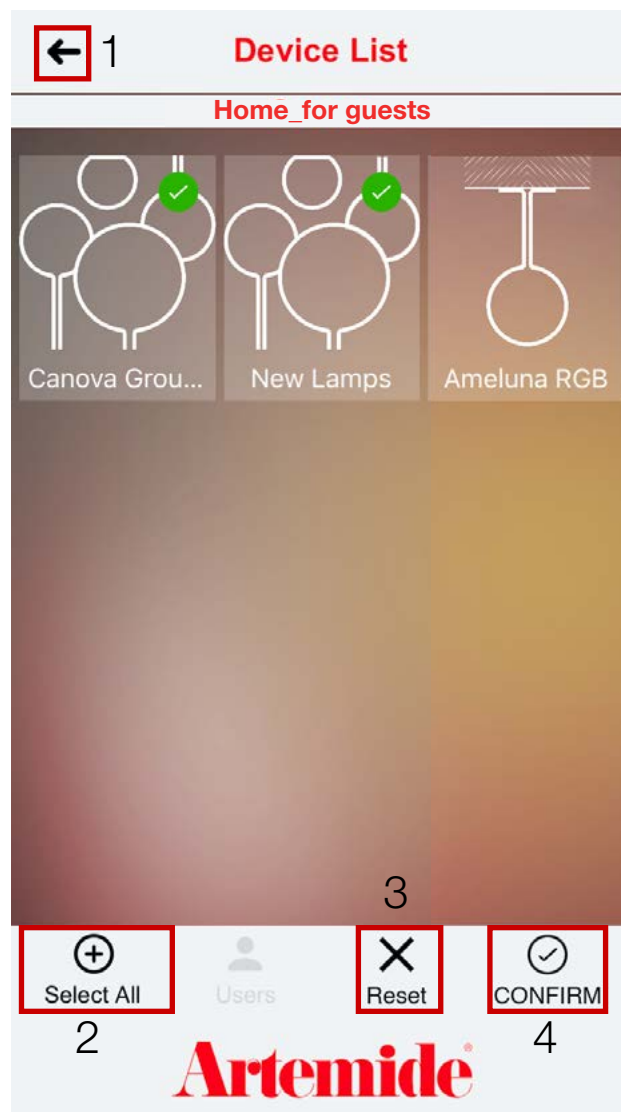 1 Device List
Home_for guests
Canova Grou... New Lamps Ameluna RGB
3
Select All Users Reset CONFIRM
2 4
Artemide®